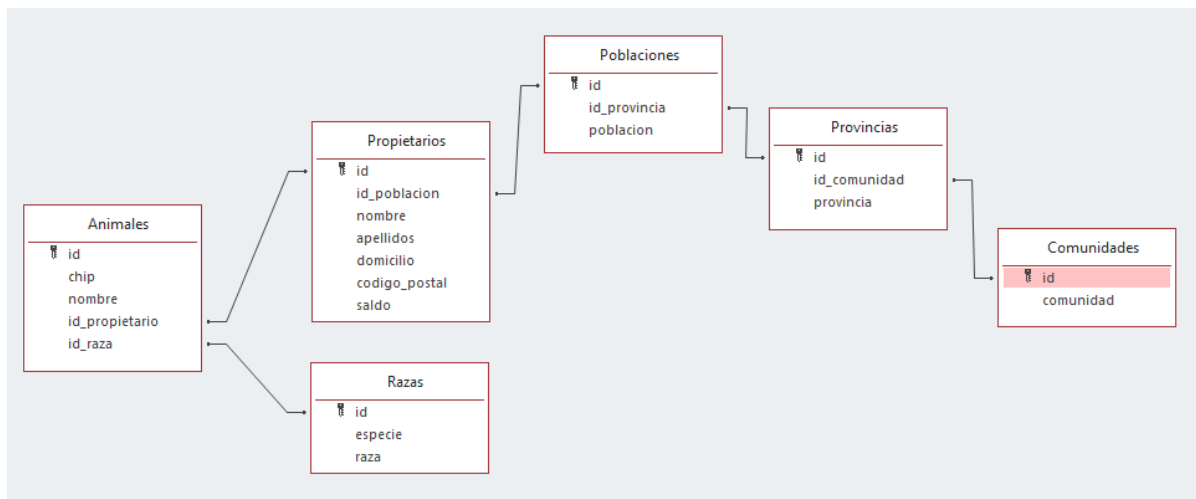 Animales
id
chip
nombre
id_propietario
id_raza
Propietarios
id
id_poblacion
nombre
apellidos
domicilio
codigo_postal
saldo
Razas
id
especie
raza
Poblaciones
id
id_provincia
poblacion
Provincias
id
id_comunidad
provincia
Comunidades
id
comunidad